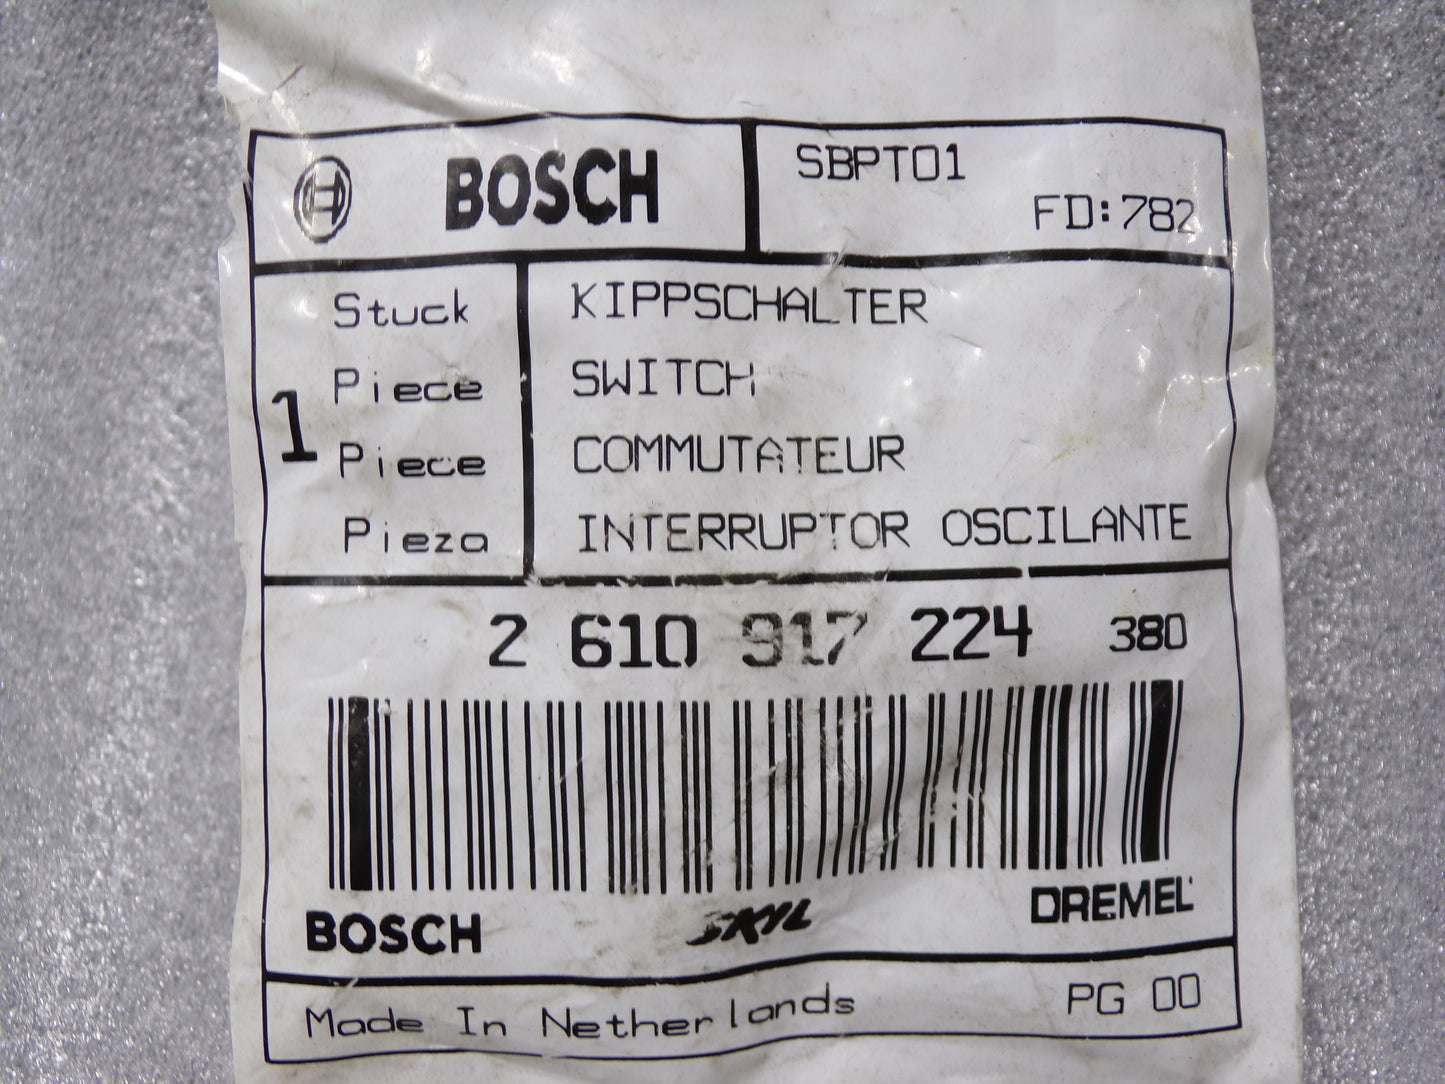 BOSCH
SBPT01
FD:782
1
Stuck
Piece
Piece
Pieza
KIPPSCHALTER
SWITCH
COMMUTATEUR
INTERRUPTOR OSCILANTE
2 610 917 224 380
BOSCH SKIL DREMEL
Made In Netherlands PG 00